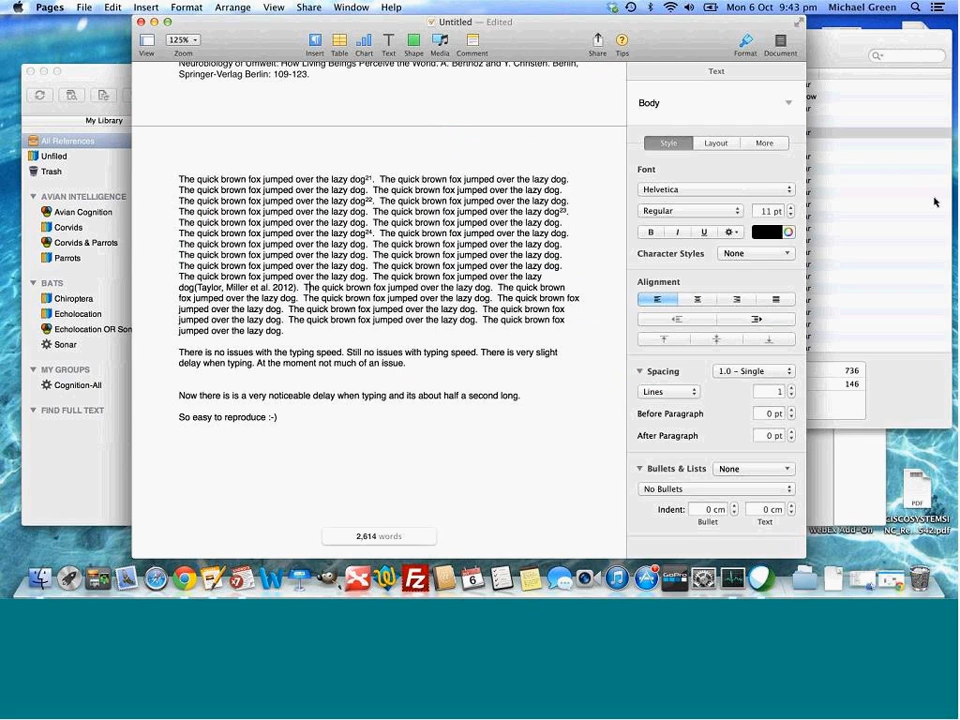 Pages File Edit Insert Format Arrange View Share Window Help
Mon 6 Oct 9:43 pm Michael Green
Untitled — Edited
125%
View Zoom Insert Table Chart Text Shape Media Comment Share Tips Format Document
Neurobiology of Umwelt: How Living Beings Perceive the World. A. Berthoz and Y. Christen. Berlin,
Springer-Verlag Berlin: 109-123.
The quick brown fox jumped over the lazy dog²¹. The quick brown fox jumped over the lazy dog.
The quick brown fox jumped over the lazy dog. The quick brown fox jumped over the lazy dog.
The quick brown fox jumped over the lazy dog²². The quick brown fox jumped over the lazy dog.
The quick brown fox jumped over the lazy dog. The quick brown fox jumped over the lazy dog²³.
The quick brown fox jumped over the lazy dog. The quick brown fox jumped over the lazy dog.
The quick brown fox jumped over the lazy dog²⁴. The quick brown fox jumped over the lazy dog.
The quick brown fox jumped over the lazy dog. The quick brown fox jumped over the lazy dog.
The quick brown fox jumped over the lazy dog. The quick brown fox jumped over the lazy dog.
The quick brown fox jumped over the lazy dog. The quick brown fox jumped over the lazy dog.
The quick brown fox jumped over the lazy dog. The quick brown fox jumped over the lazy
dog(Taylor, Miller et al. 2012). The quick brown fox jumped over the lazy dog. The quick brown
fox jumped over the lazy dog. The quick brown fox jumped over the lazy dog. The quick brown fox
jumped over the lazy dog. The quick brown fox jumped over the lazy dog. The quick brown fox
jumped over the lazy dog. The quick brown fox jumped over the lazy dog. The quick brown fox
jumped over the lazy dog.
There is no issues with the typing speed. Still no issues with typing speed. There is very slight
delay when typing. At the moment not much of an issue.
Now there is is a very noticeable delay when typing and its about half a second long.
So easy to reproduce :-)
2,614 words
My Library
All References
Unfiled
Trash
AVIAN INTELLIGENCE
Avian Cognition
Corvids
Corvids & Parrots
Parrots
BATS
Chiroptera
Echolocation
Echolocation OR Son
Sonar
MY GROUPS
Cognition-All
FIND FULL TEXT
Text
Body
Style Layout More
Font
Helvetica
Regular 11 pt
B I U
Character Styles None
Alignment
Spacing 1.0 - Single
Lines 1
Before Paragraph 0 pt
After Paragraph 0 pt
Bullets & Lists None
No Bullets
Indent: 0 cm 0 cm
Bullet Text
736
146
PDF
WebEx Add-On
CISCOSYSTEMSI
NC_Re...542.pdf
6
GoPro